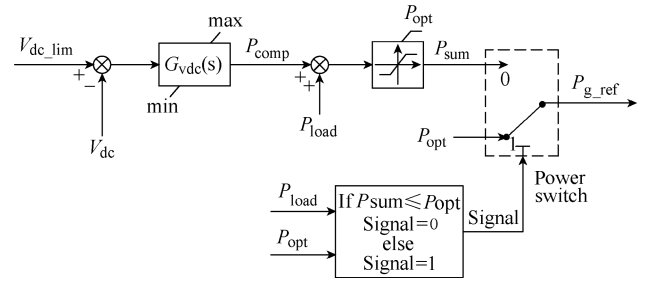 max
P_opt
V_dc_lim
G_vdc(s)
P_comp
P_sum
+
−
+
+
0
P_g_ref
min
P_load
V_dc
P_opt
1
Power
switch
P_load
If Psum≤Popt
Signal=0
else
Signal=1
P_opt
Signal